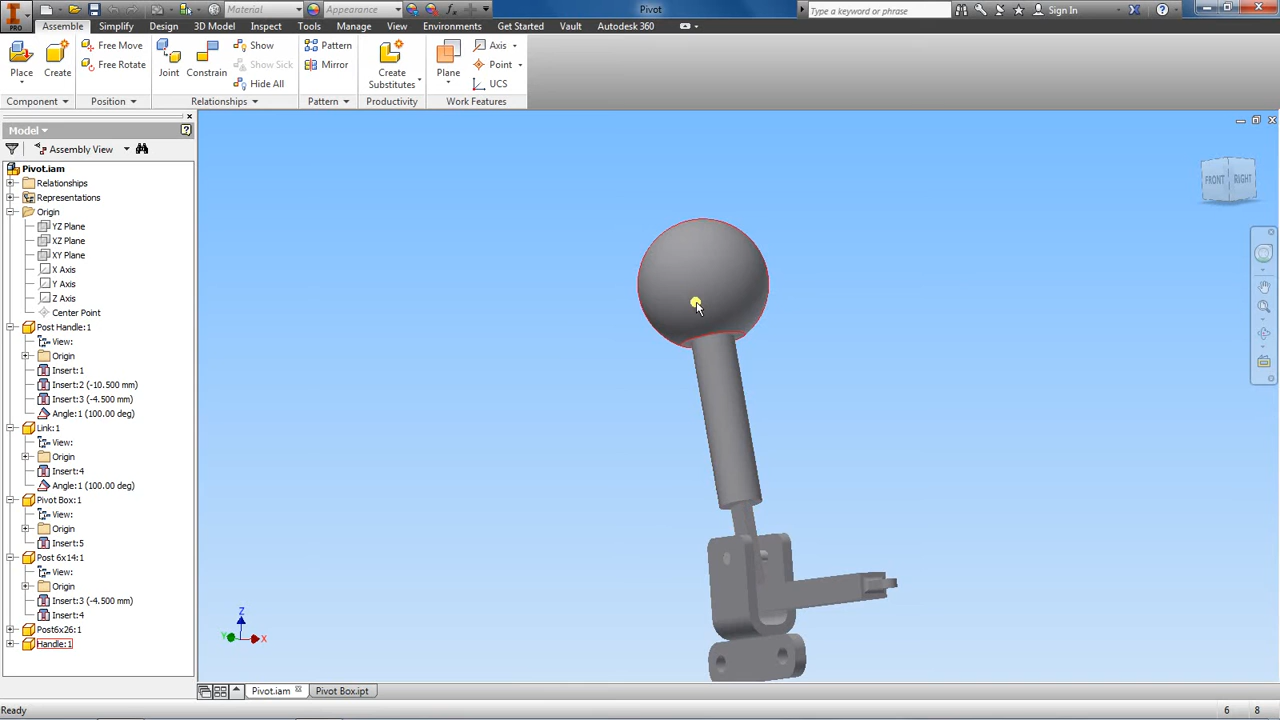 Material
Appearance
Pivot
Type a keyword or phrase
Sign In
PRO
Assemble
Simplify
Design
3D Model
Inspect
Tools
Manage
View
Environments
Get Started
Vault
Autodesk 360
Place
Create
Free Move
Free Rotate
Joint
Constrain
Show
Show Sick
Hide All
Pattern
Mirror
Create
Substitutes
Plane
Axis
Point
UCS
Component
Position
Relationships
Pattern
Productivity
Work Features
Model
Assembly View
Pivot.iam
Relationships
Representations
Origin
YZ Plane
XZ Plane
XY Plane
X Axis
Y Axis
Z Axis
Center Point
Post Handle:1
View:
Origin
Insert:1
Insert:2 (-10.500 mm)
Insert:3 (-4.500 mm)
Angle:1 (100.00 deg)
Link:1
View:
Origin
Insert:4
Angle:1 (100.00 deg)
Pivot Box:1
View:
Origin
Insert:5
Post 6x14:1
View:
Origin
Insert:3 (-4.500 mm)
Insert:4
Post6x26:1
Handle:1
FRONT
RIGHT
Z
Y
X
Pivot.iam
Pivot Box.ipt
Ready
6
8